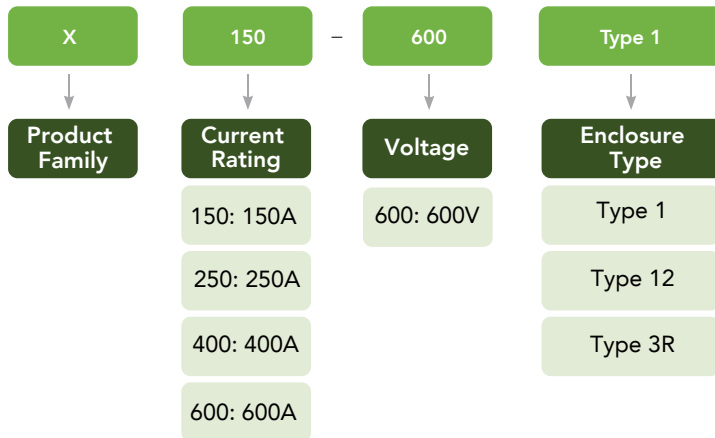 X 150 – 600 Type 1
Product Family
Current Rating
Voltage
Enclosure Type
150: 150A
600: 600V
Type 1
250: 250A
Type 12
400: 400A
Type 3R
600: 600A